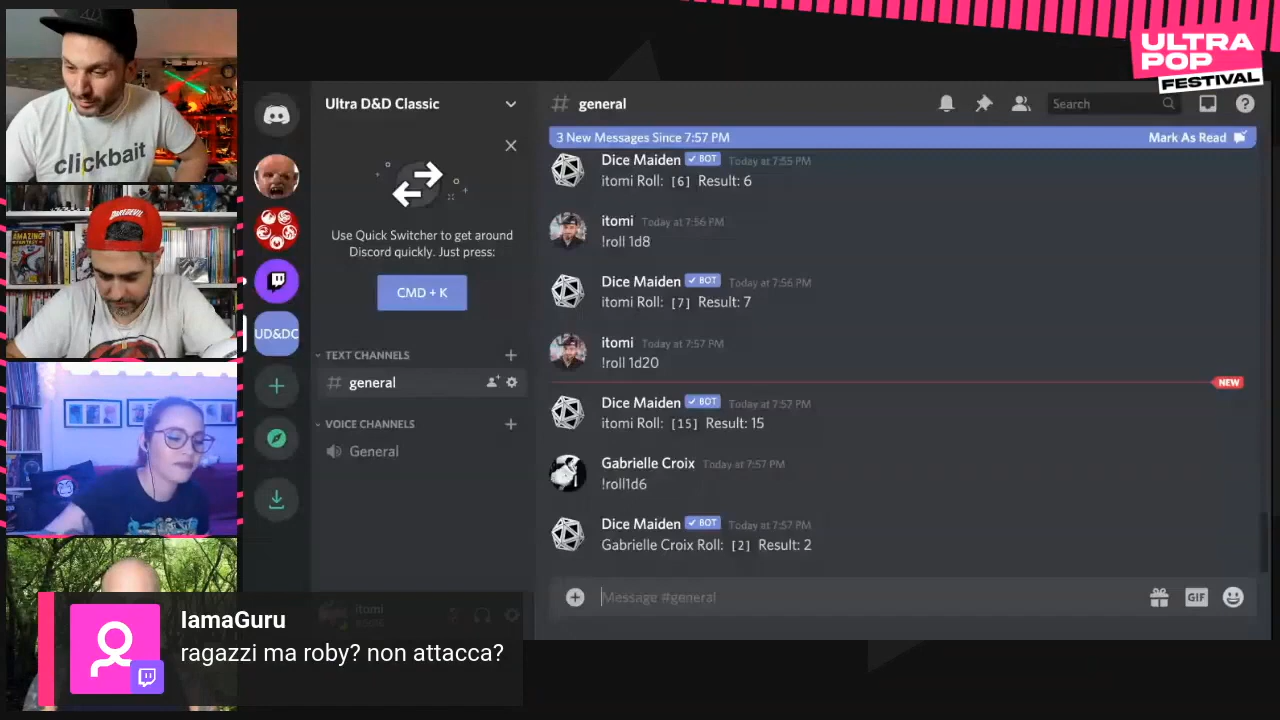 clickbait
DAREDEVIL
AMAZING
ULTRA
POP
FESTIVAL
UD&DC
Ultra D&D Classic
Use Quick Switcher to get around
Discord quickly. Just press:
CMD + K
TEXT CHANNELS
# general
VOICE CHANNELS
General
itomi
# general
Search
3 New Messages Since 7:57 PM
Mark As Read
Dice Maiden ✓ BOT Today at 7:55 PM
itomi Roll: [6] Result: 6
itomi Today at 7:56 PM
!roll 1d8
Dice Maiden ✓ BOT Today at 7:56 PM
itomi Roll: [7] Result: 7
itomi Today at 7:57 PM
!roll 1d20
NEW
Dice Maiden ✓ BOT Today at 7:57 PM
itomi Roll: [15] Result: 15
Gabrielle Croix Today at 7:57 PM
!roll1d6
Dice Maiden ✓ BOT Today at 7:57 PM
Gabrielle Croix Roll: [2] Result: 2
Message #general
GIF
IamaGuru
ragazzi ma roby? non attacca?